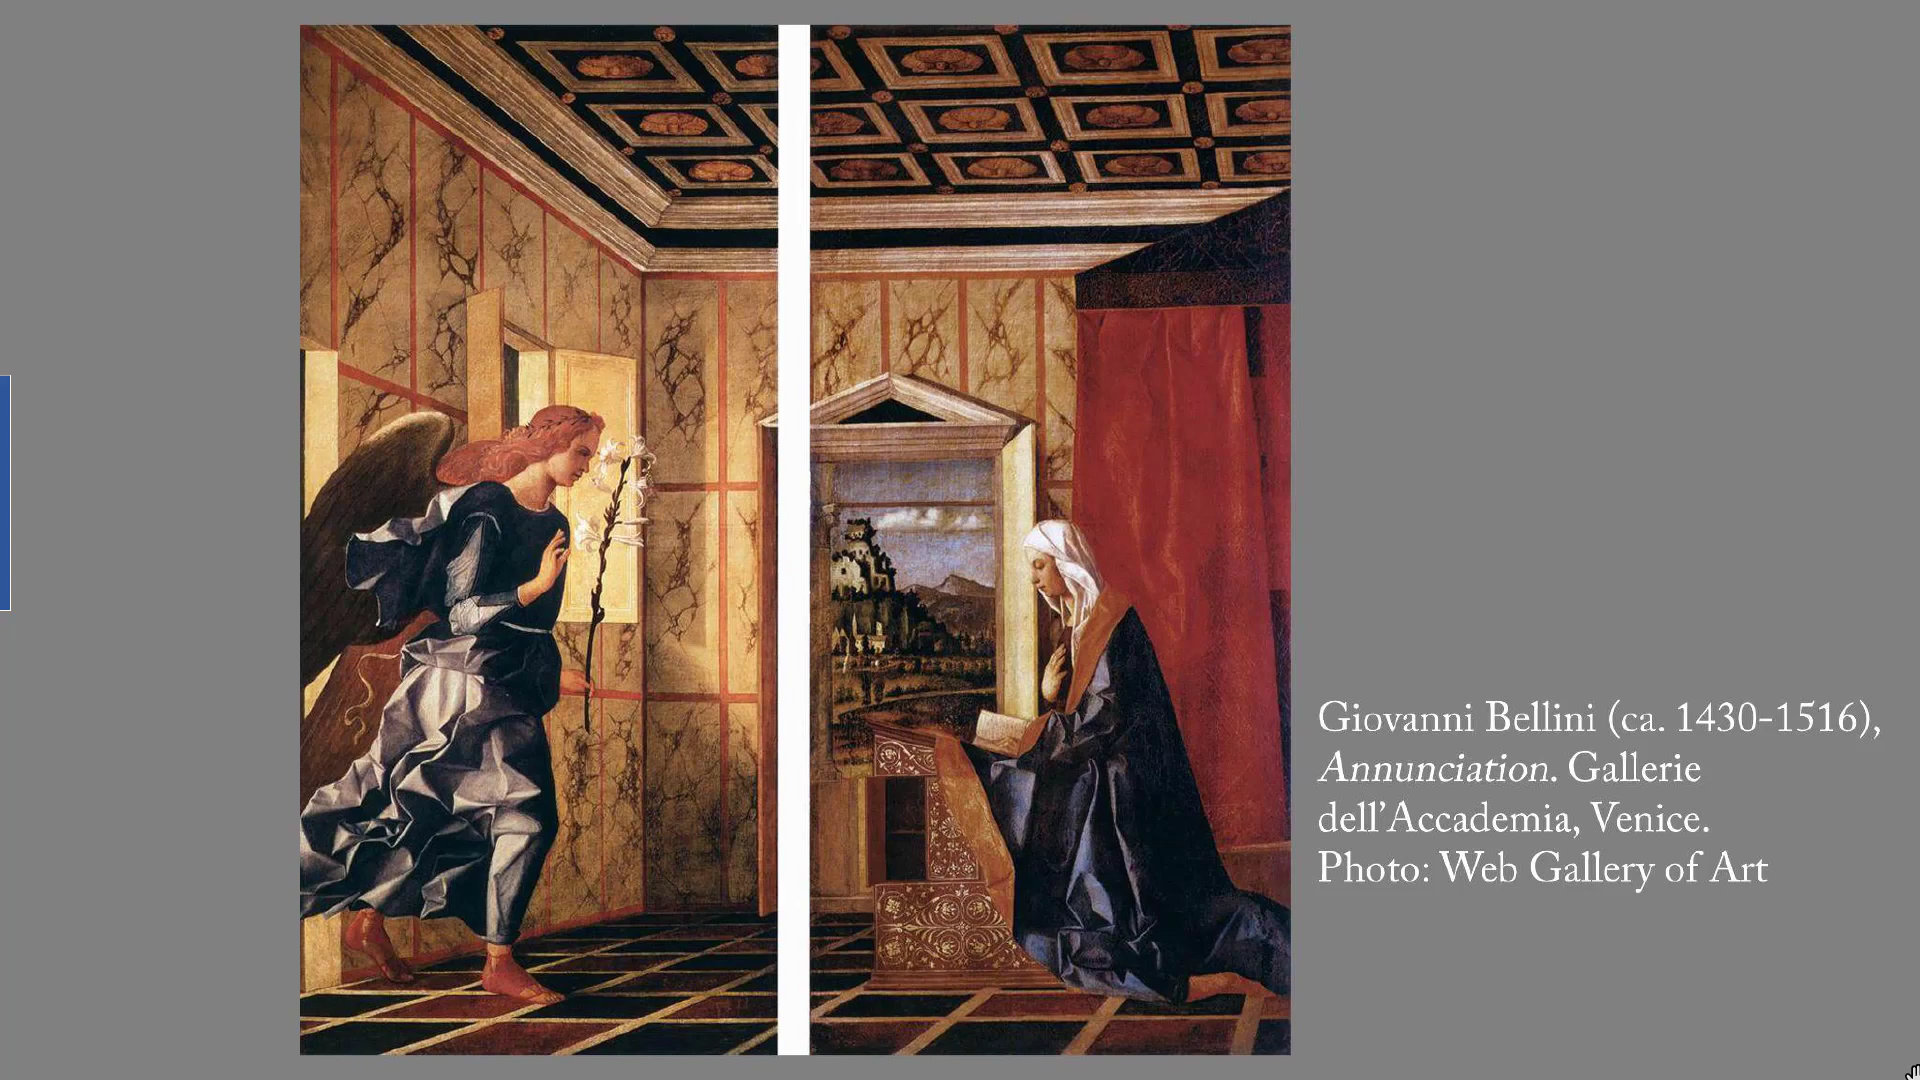 Giovanni Bellini (ca. 1430-1516),
Annunciation. Gallerie
dell'Accademia, Venice.
Photo: Web Gallery of Art